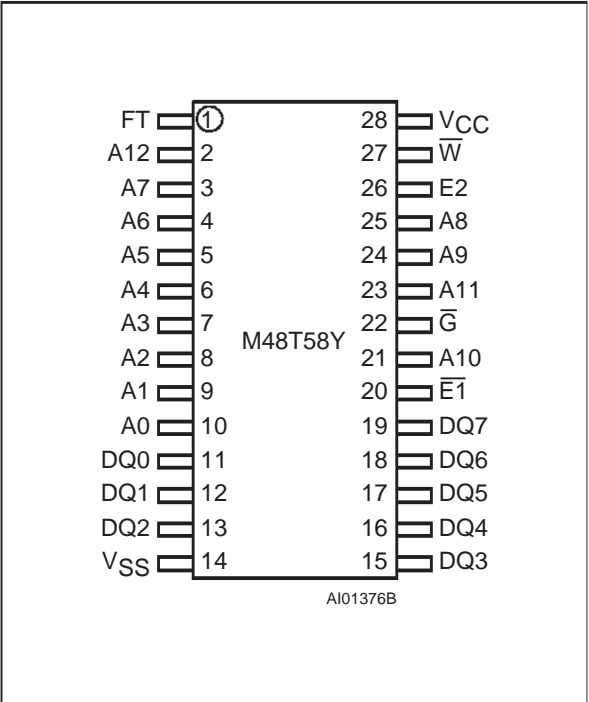 FT 1 28 VCC
A12 2 27 W̅
A7 3 26 E2
A6 4 25 A8
A5 5 24 A9
A4 6 23 A11
A3 7 22 G̅
M48T58Y
A2 8 21 A10
A1 9 20 E̅1̅
A0 10 19 DQ7
DQ0 11 18 DQ6
DQ1 12 17 DQ5
DQ2 13 16 DQ4
VSS 14 15 DQ3
AI01376B